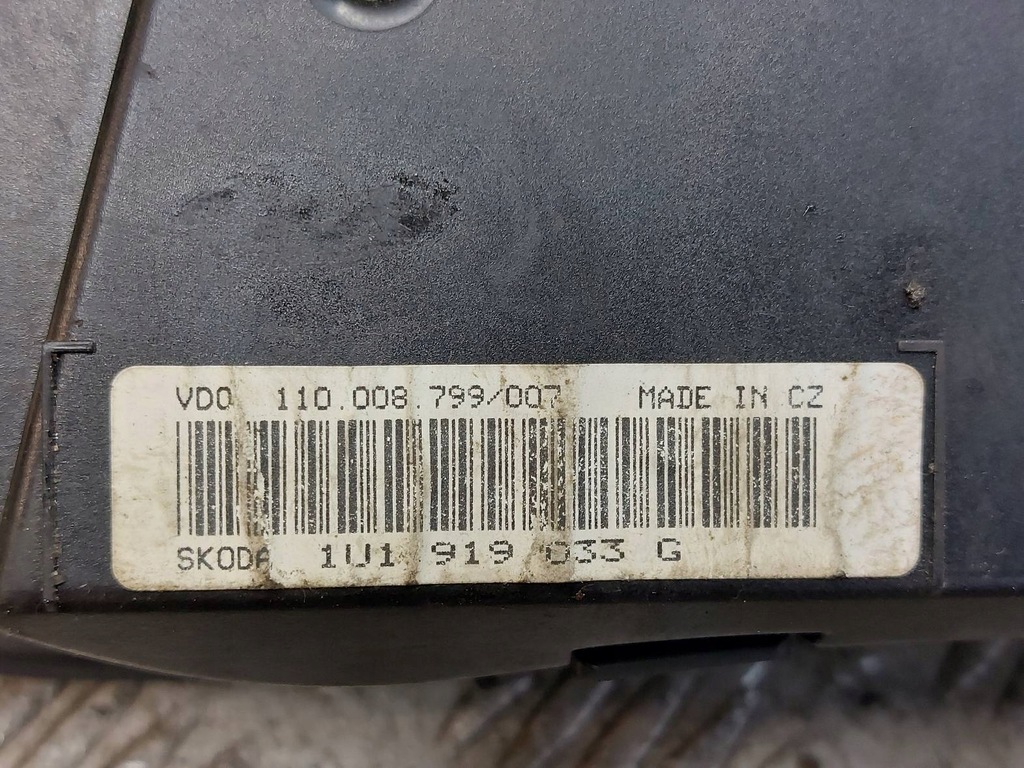 VDO 110.008.799/007 MADE IN CZ
SKODA 1U1 919 033 G